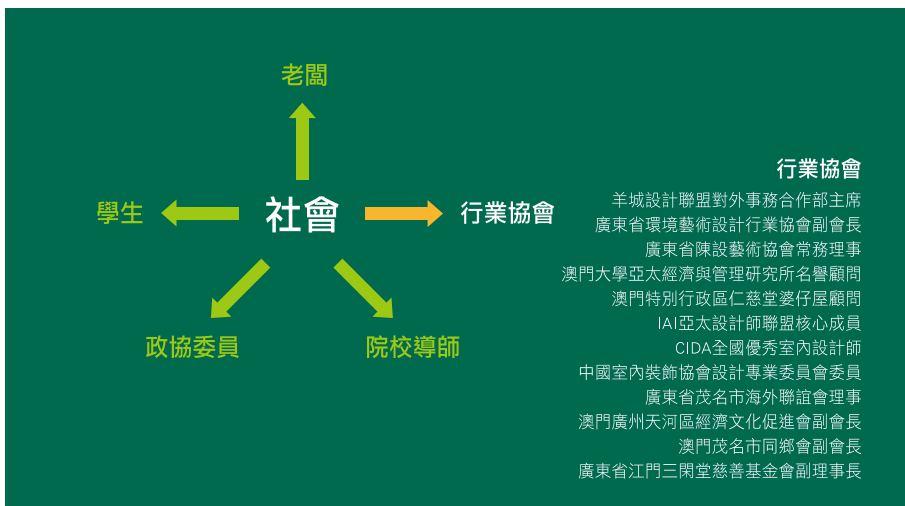 老闆
學生
社會
行業協會
政協委員
院校導師
行業協會
羊城設計聯盟對外事務合作部主席
廣東省環境藝術設計行業協會副會長
廣東省陳設藝術協會常務理事
澳門大學亞太經濟與管理研究所名譽顧問
澳門特別行政區仁慈堂婆仔屋顧問
IAI亞太設計師聯盟核心成員
CIDA全國優秀室內設計師
中國室內裝飾協會設計專業委員會委員
廣東省茂名市海外聯誼會理事
澳門廣州天河區經濟文化促進會副會長
澳門茂名市同鄉會副會長
廣東省江門三閑堂慈善基金會副理事長